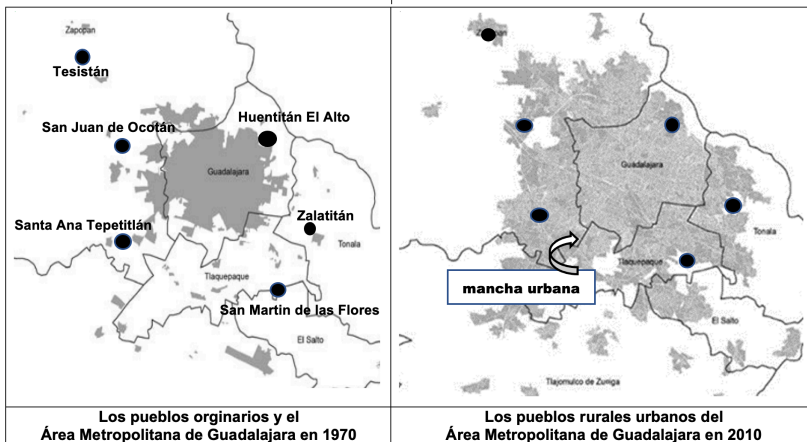 Zapopan
Tesistán
San Juan de Ocotán
Huentitán El Alto
Guadalajara
Santa Ana Tepetitlán
Zalatitán
Tonala
Tlaquepaque
San Martin de las Flores
El Salto
Los pueblos orginarios y el
Área Metropolitana de Guadalajara en 1970
Zapopan
Guadalajara
Tonala
Tlaquepaque
mancha urbana
El Salto
Tlajomulco de Zuniga
Los pueblos rurales urbanos del
Área Metropolitana de Guadalajara en 2010